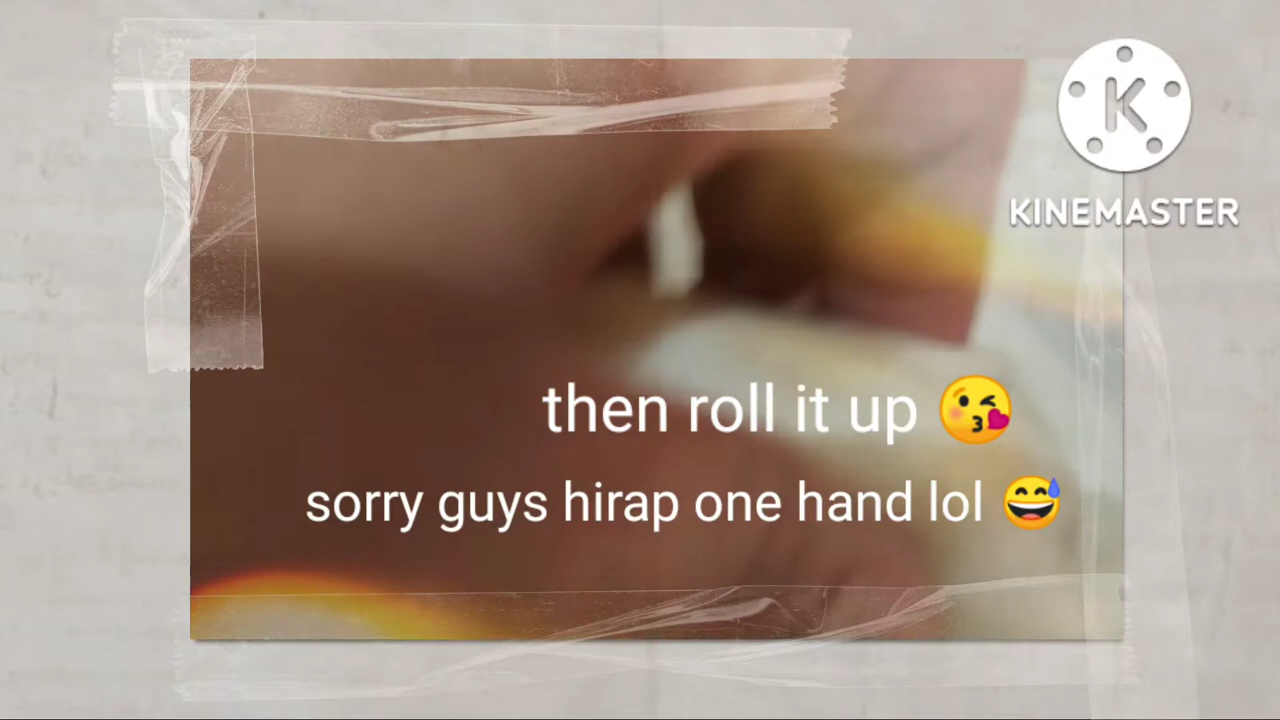 KINEMASTER
then roll it up 😘
sorry guys hirap one hand lol 😅